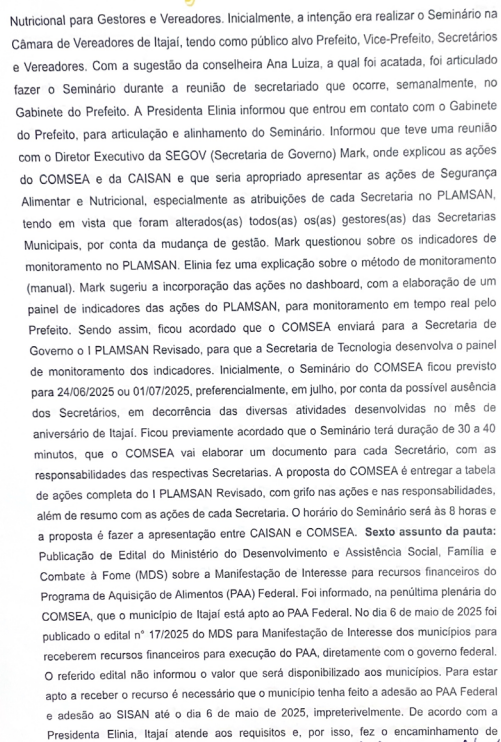 Nutricional para Gestores e Vereadores. Inicialmente, a intenção era realizar o Seminário na
Câmara de Vereadores de Itajaí, tendo como público alvo Prefeito, Vice-Prefeito, Secretários
e Vereadores. Com a sugestão da conselheira Ana Luiza, a qual foi acatada, foi articulado
fazer o Seminário durante a reunião de secretariado que ocorre, semanalmente, no
Gabinete do Prefeito. A Presidenta Elinia informou que entrou em contato com o Gabinete
do Prefeito, para articulação e alinhamento do Seminário. Informou que teve uma reunião
com o Diretor Executivo da SEGOV (Secretaria de Governo) Mark, onde explicou as ações
do COMSEA e da CAISAN e que seria apropriado apresentar as ações de Segurança
Alimentar e Nutricional, especialmente as atribuições de cada Secretaria no PLAMSAN,
tendo em vista que foram alterados(as) todos(as) os(as) gestores(as) das Secretarias
Municipais, por conta da mudança de gestão. Mark questionou sobre os indicadores de
monitoramento no PLAMSAN. Elinia fez uma explicação sobre o método de monitoramento
(manual). Mark sugeriu a incorporação das ações no dashboard, com a elaboração de um
painel de indicadores das ações do PLAMSAN, para monitoramento em tempo real pelo
Prefeito. Sendo assim, ficou acordado que o COMSEA enviará para a Secretaria de
Governo o I PLAMSAN Revisado, para que a Secretaria de Tecnologia desenvolva o painel
de monitoramento dos indicadores. Inicialmente, o Seminário do COMSEA ficou previsto
para 24/06/2025 ou 01/07/2025, preferencialmente, em julho, por conta da possível ausência
dos Secretários, em decorrência das diversas atividades desenvolvidas no mês de
aniversário de Itajaí. Ficou previamente acordado que o Seminário terá duração de 30 a 40
minutos, que o COMSEA vai elaborar um documento para cada Secretário, com as
responsabilidades das respectivas Secretarias. A proposta do COMSEA é entregar a tabela
de ações completa do I PLAMSAN Revisado, com grifo nas ações e nas responsabilidades,
além de resumo com as ações de cada Secretaria. O horário do Seminário será às 8 horas e
a proposta é fazer a apresentação entre CAISAN e COMSEA. Sexto assunto da pauta:
Publicação de Edital do Ministério do Desenvolvimento e Assistência Social, Família e
Combate à Fome (MDS) sobre a Manifestação de Interesse para recursos financeiros do
Programa de Aquisição de Alimentos (PAA) Federal. Foi informado, na penúltima plenária do
COMSEA, que o município de Itajaí está apto ao PAA Federal. No dia 6 de maio de 2025 foi
publicado o edital n° 17/2025 do MDS para Manifestação de Interesse dos municípios para
receberem recursos financeiros para execução do PAA, diretamente com o governo federal.
O referido edital não informou o valor que será disponibilizado aos municípios. Para estar
apto a receber o recurso é necessário que o município tenha feito a adesão ao PAA Federal
e adesão ao SISAN até o dia 6 de maio de 2025, impreterivelmente. De acordo com a
Presidenta Elinia, Itajaí atende aos requisitos e, por isso, fez o encaminhamento de